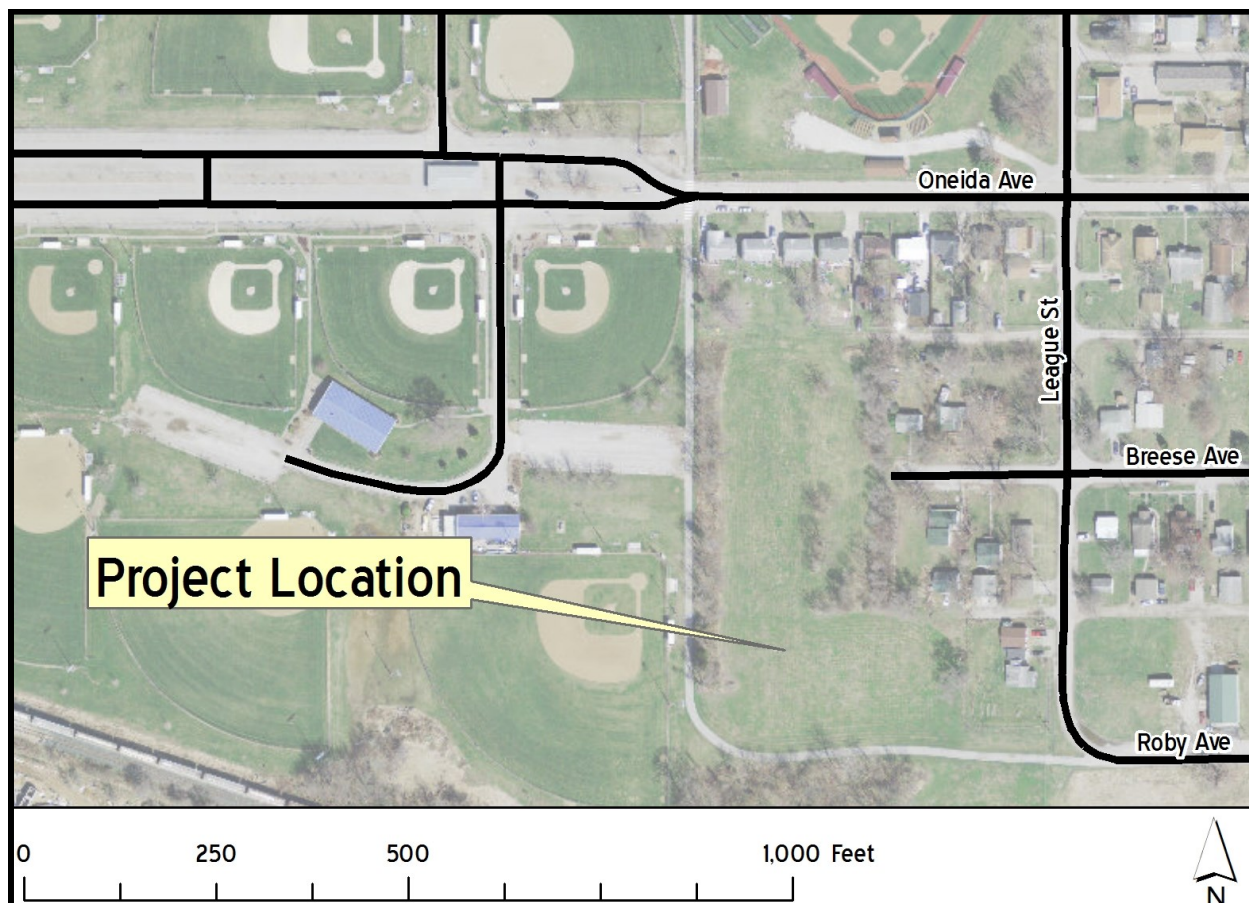 Oneida Ave
League St
Breese Ave
Project Location
Roby Ave
0 250 500 1,000 Feet
N